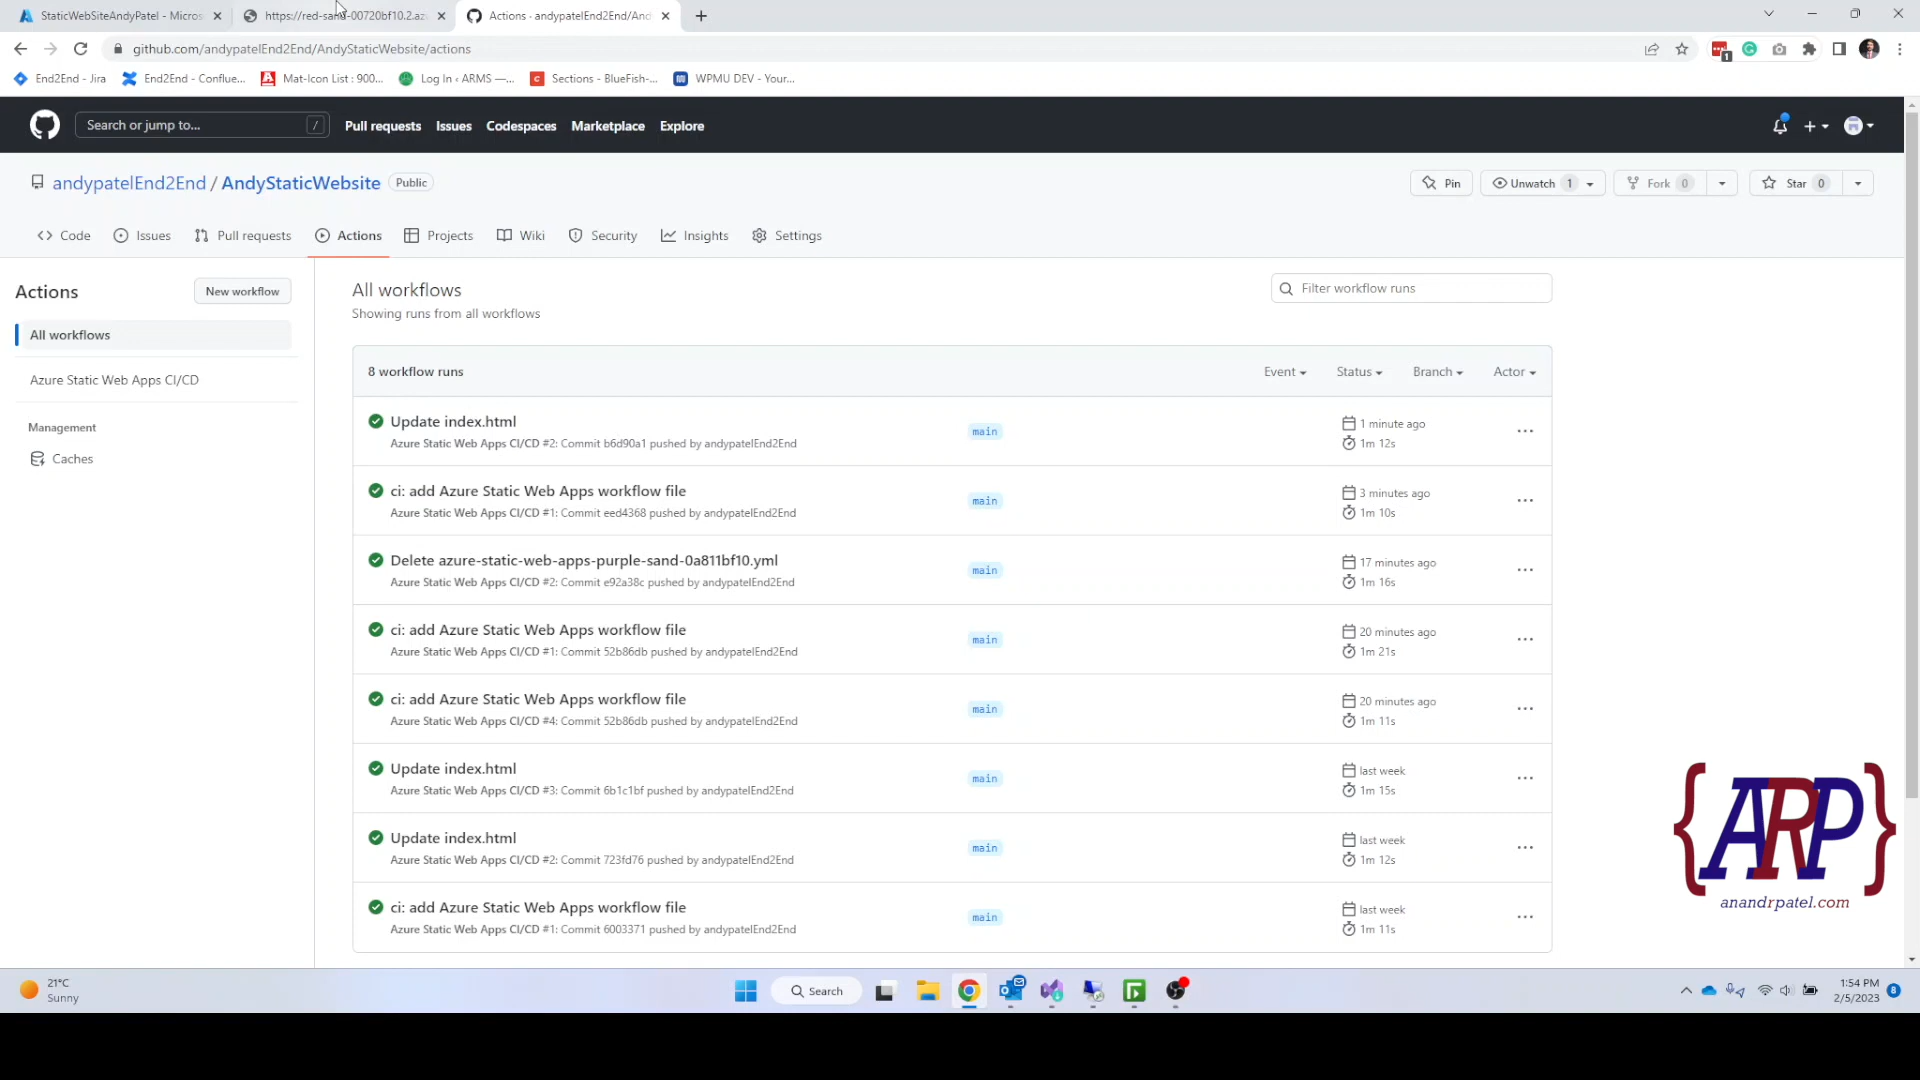 StaticWebSiteAndyPatel - Micros
https://red-sand-00720bf10.2.az
Actions · andypatelEnd2End/And
github.com/andypatelEnd2End/AndyStaticWebsite/actions
1
End2End - Jira
End2End - Conflue...
Mat-Icon List : 900...
Log In ‹ ARMS —...
Sections - BlueFish-...
WPMU DEV - Your...
Search or jump to...
/
Pull requests
Issues
Codespaces
Marketplace
Explore
andypatelEnd2End / AndyStaticWebsite
Public
Pin
Unwatch 1
Fork 0
Star 0
Code
Issues
Pull requests
Actions
Projects
Wiki
Security
Insights
Settings
Actions
New workflow
All workflows
Azure Static Web Apps CI/CD
Management
Caches
All workflows
Showing runs from all workflows
Filter workflow runs
8 workflow runs
Event
Status
Branch
Actor
Update index.html
Azure Static Web Apps CI/CD #2: Commit b6d90a1 pushed by andypatelEnd2End
main
1 minute ago
1m 12s
ci: add Azure Static Web Apps workflow file
Azure Static Web Apps CI/CD #1: Commit eed4368 pushed by andypatelEnd2End
main
3 minutes ago
1m 10s
Delete azure-static-web-apps-purple-sand-0a811bf10.yml
Azure Static Web Apps CI/CD #2: Commit e92a38c pushed by andypatelEnd2End
main
17 minutes ago
1m 16s
ci: add Azure Static Web Apps workflow file
Azure Static Web Apps CI/CD #1: Commit 52b86db pushed by andypatelEnd2End
main
20 minutes ago
1m 21s
ci: add Azure Static Web Apps workflow file
Azure Static Web Apps CI/CD #4: Commit 52b86db pushed by andypatelEnd2End
main
20 minutes ago
1m 11s
Update index.html
Azure Static Web Apps CI/CD #3: Commit 6b1c1bf pushed by andypatelEnd2End
main
last week
1m 15s
Update index.html
Azure Static Web Apps CI/CD #2: Commit 723fd76 pushed by andypatelEnd2End
main
last week
1m 12s
ci: add Azure Static Web Apps workflow file
Azure Static Web Apps CI/CD #1: Commit 6003371 pushed by andypatelEnd2End
main
last week
1m 11s
{ARP}
anandrpatel.com
21°C
Sunny
Search
1:54 PM
2/5/2023
8